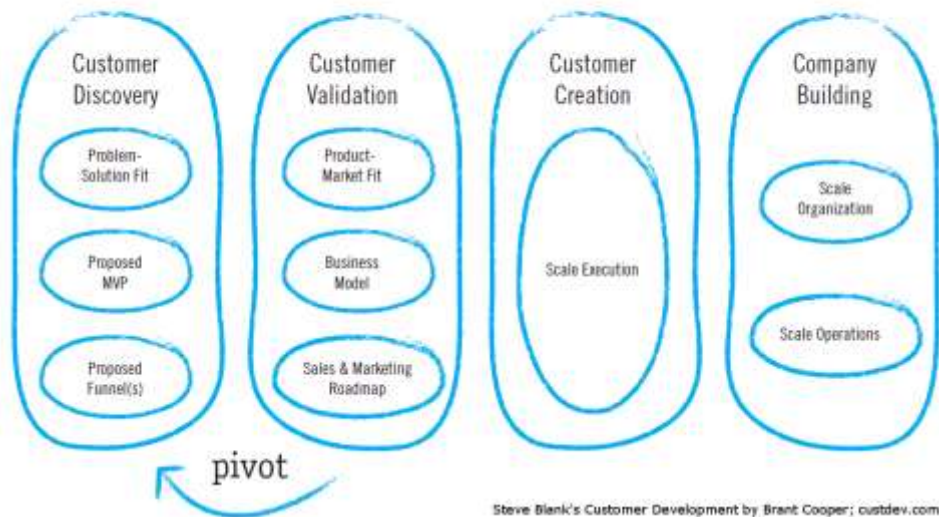 Customer
Discovery
Problem-
Solution Fit
Proposed
MVP
Proposed
Funnel(s)
Customer
Validation
Product-
Market Fit
Business
Model
Sales & Marketing
Roadmap
Customer
Creation
Scale Execution
Company
Building
Scale
Organization
Scale Operations
pivot
Steve Blank's Customer Development by Brant Cooper; custdev.com